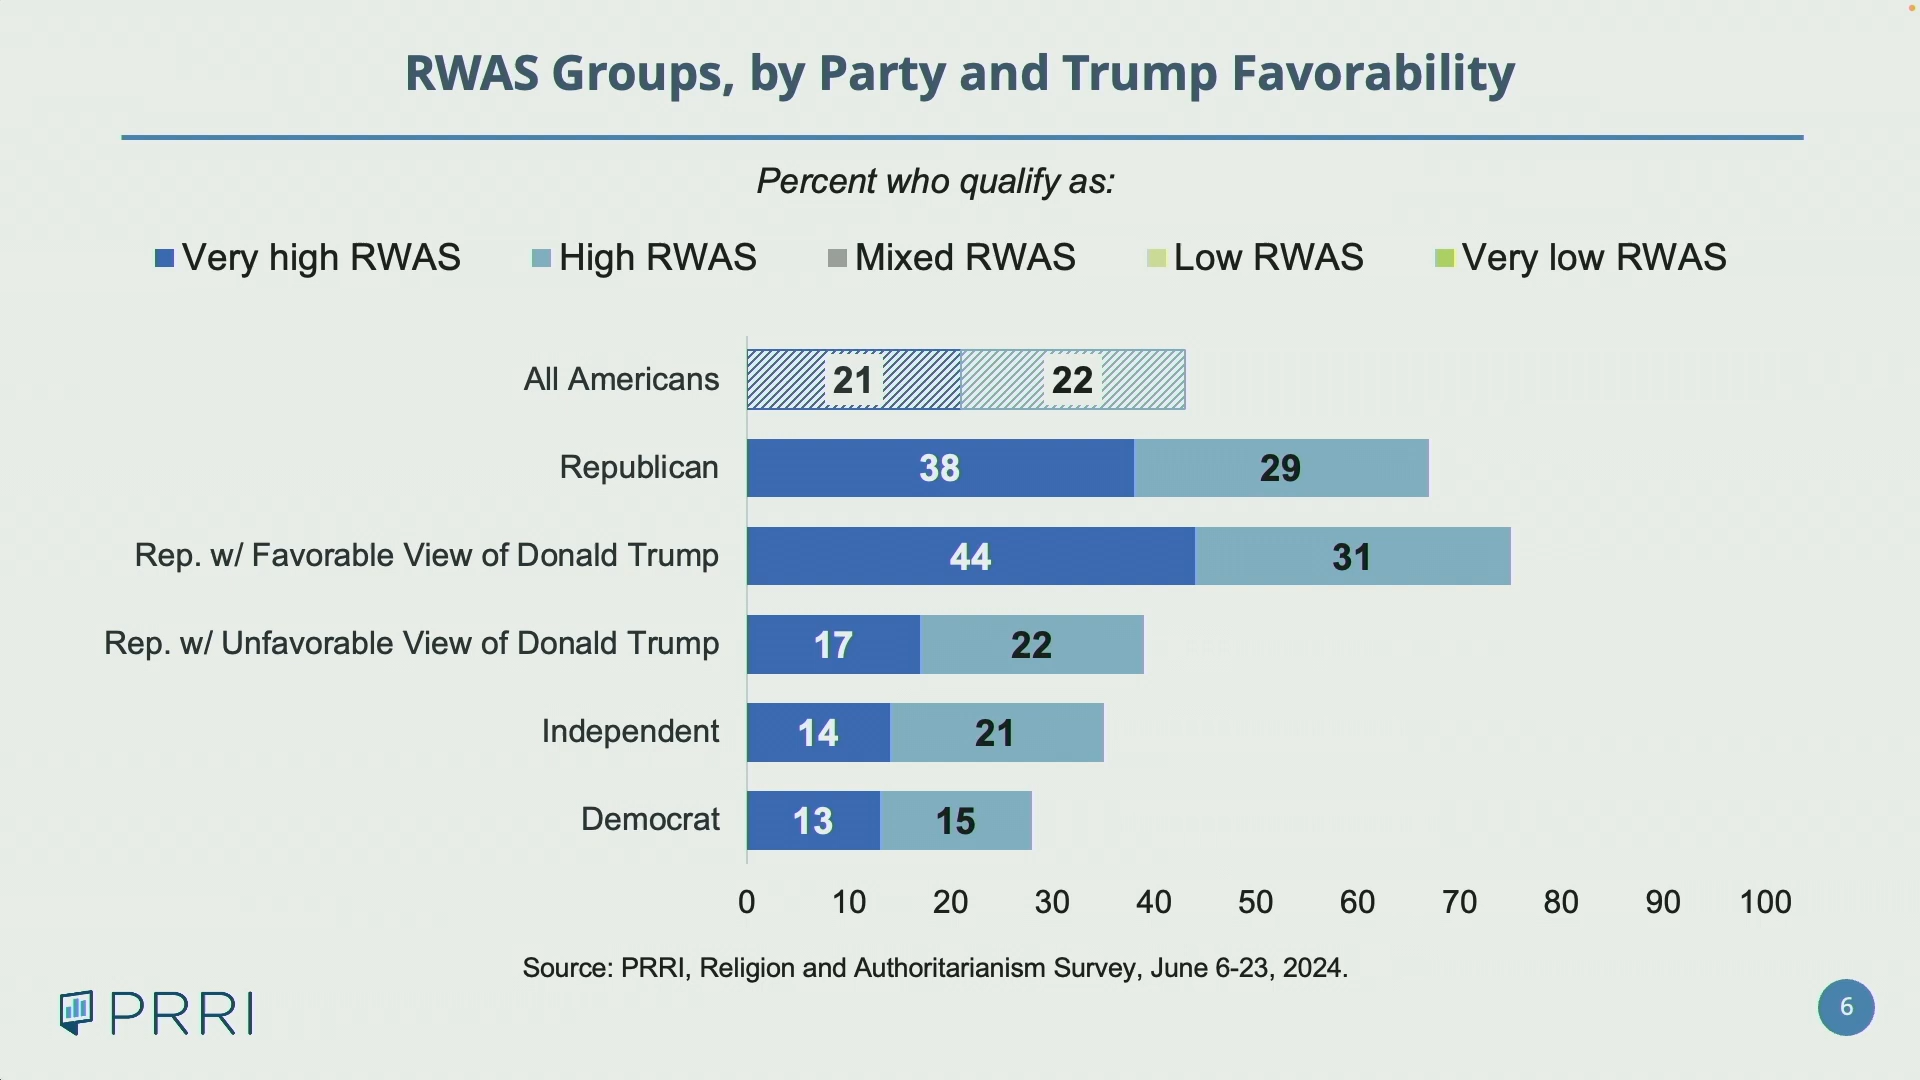 RWAS Groups, by Party and Trump Favorability
Percent who qualify as:
Very high RWAS High RWAS Mixed RWAS Low RWAS Very low RWAS
All Americans 21 22
Republican 38 29
Rep. w/ Favorable View of Donald Trump 44 31
Rep. w/ Unfavorable View of Donald Trump 17 22
Independent 14 21
Democrat 13 15
0 10 20 30 40 50 60 70 80 90 100
Source: PRRI, Religion and Authoritarianism Survey, June 6-23, 2024.
PRRI 6